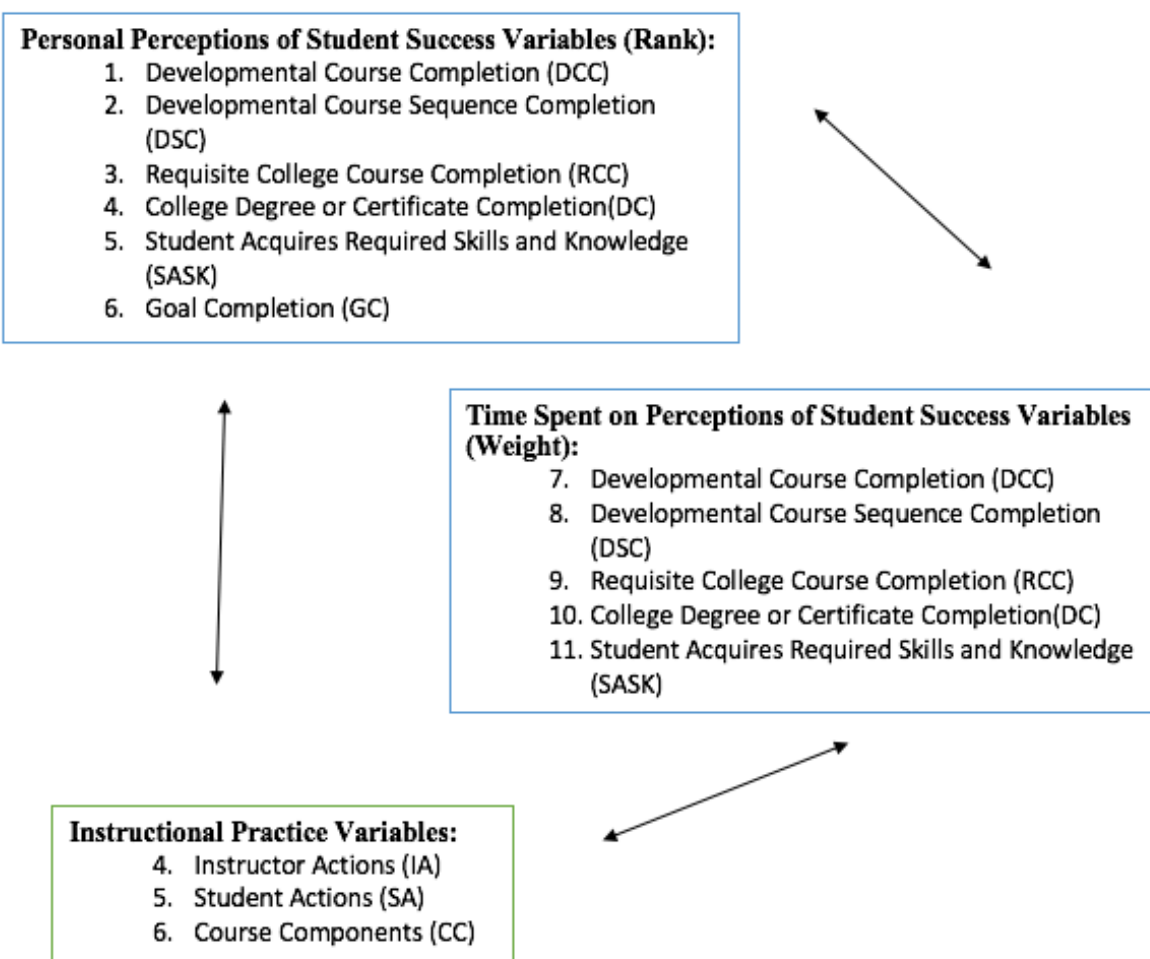 Personal Perceptions of Student Success Variables (Rank):
1. Developmental Course Completion (DCC)
2. Developmental Course Sequence Completion
(DSC)
3. Requisite College Course Completion (RCC)
4. College Degree or Certificate Completion(DC)
5. Student Acquires Required Skills and Knowledge
(SASK)
6. Goal Completion (GC)
Time Spent on Perceptions of Student Success Variables
(Weight):
7. Developmental Course Completion (DCC)
8. Developmental Course Sequence Completion
(DSC)
9. Requisite College Course Completion (RCC)
10. College Degree or Certificate Completion(DC)
11. Student Acquires Required Skills and Knowledge
(SASK)
Instructional Practice Variables:
4. Instructor Actions (IA)
5. Student Actions (SA)
6. Course Components (CC)